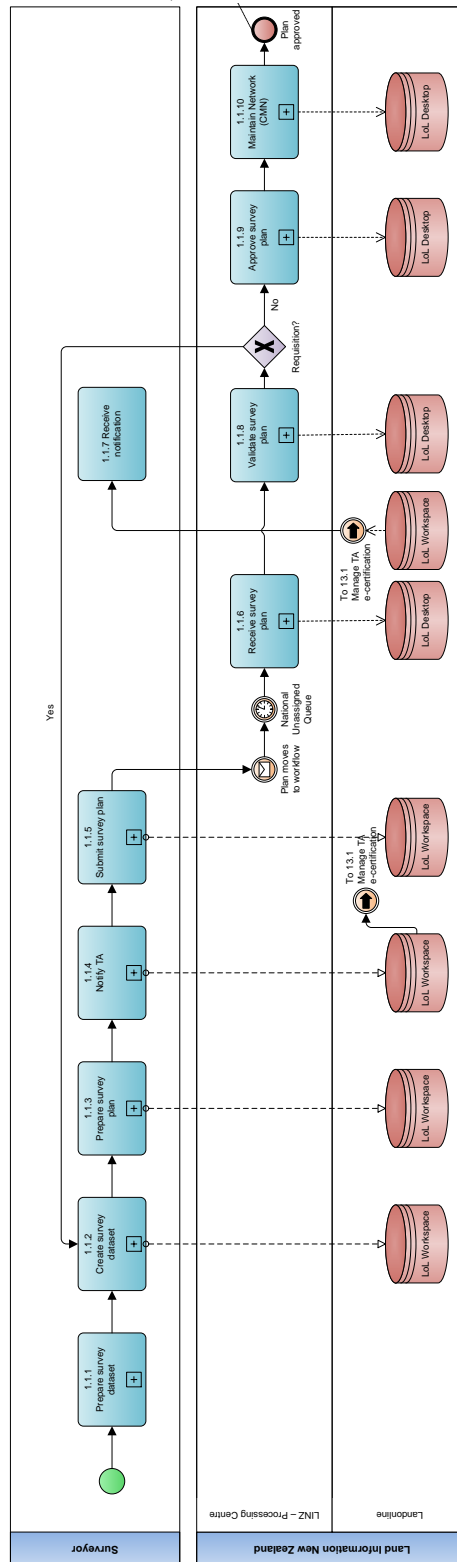 Surveyor
1.1.1
Prepare survey
dataset
1.1.2
Create survey
dataset
1.1.3
Prepare survey
plan
1.1.4
Notify TA
1.1.5
Submit survey plan
1.1.7 Receive
notification
Yes
Land Information New Zealand
LINZ – Processing Centre
Plan moves
to workflow
National
Unassigned
Queue
1.1.6
Receive survey
plan
1.1.8
Validate survey
plan
Requisition?
No
1.1.9
Approve survey
plan
1.1.10
Maintain Network
(CMN)
Plan
approved
Landonline
LoL Workspace
LoL Workspace
LoL Workspace
To 13.1
Manage TA
e-certification
LoL Workspace
LoL Desktop
To 13.1
Manage TA
e-certification
LoL Workspace
LoL Desktop
LoL Desktop
LoL Desktop